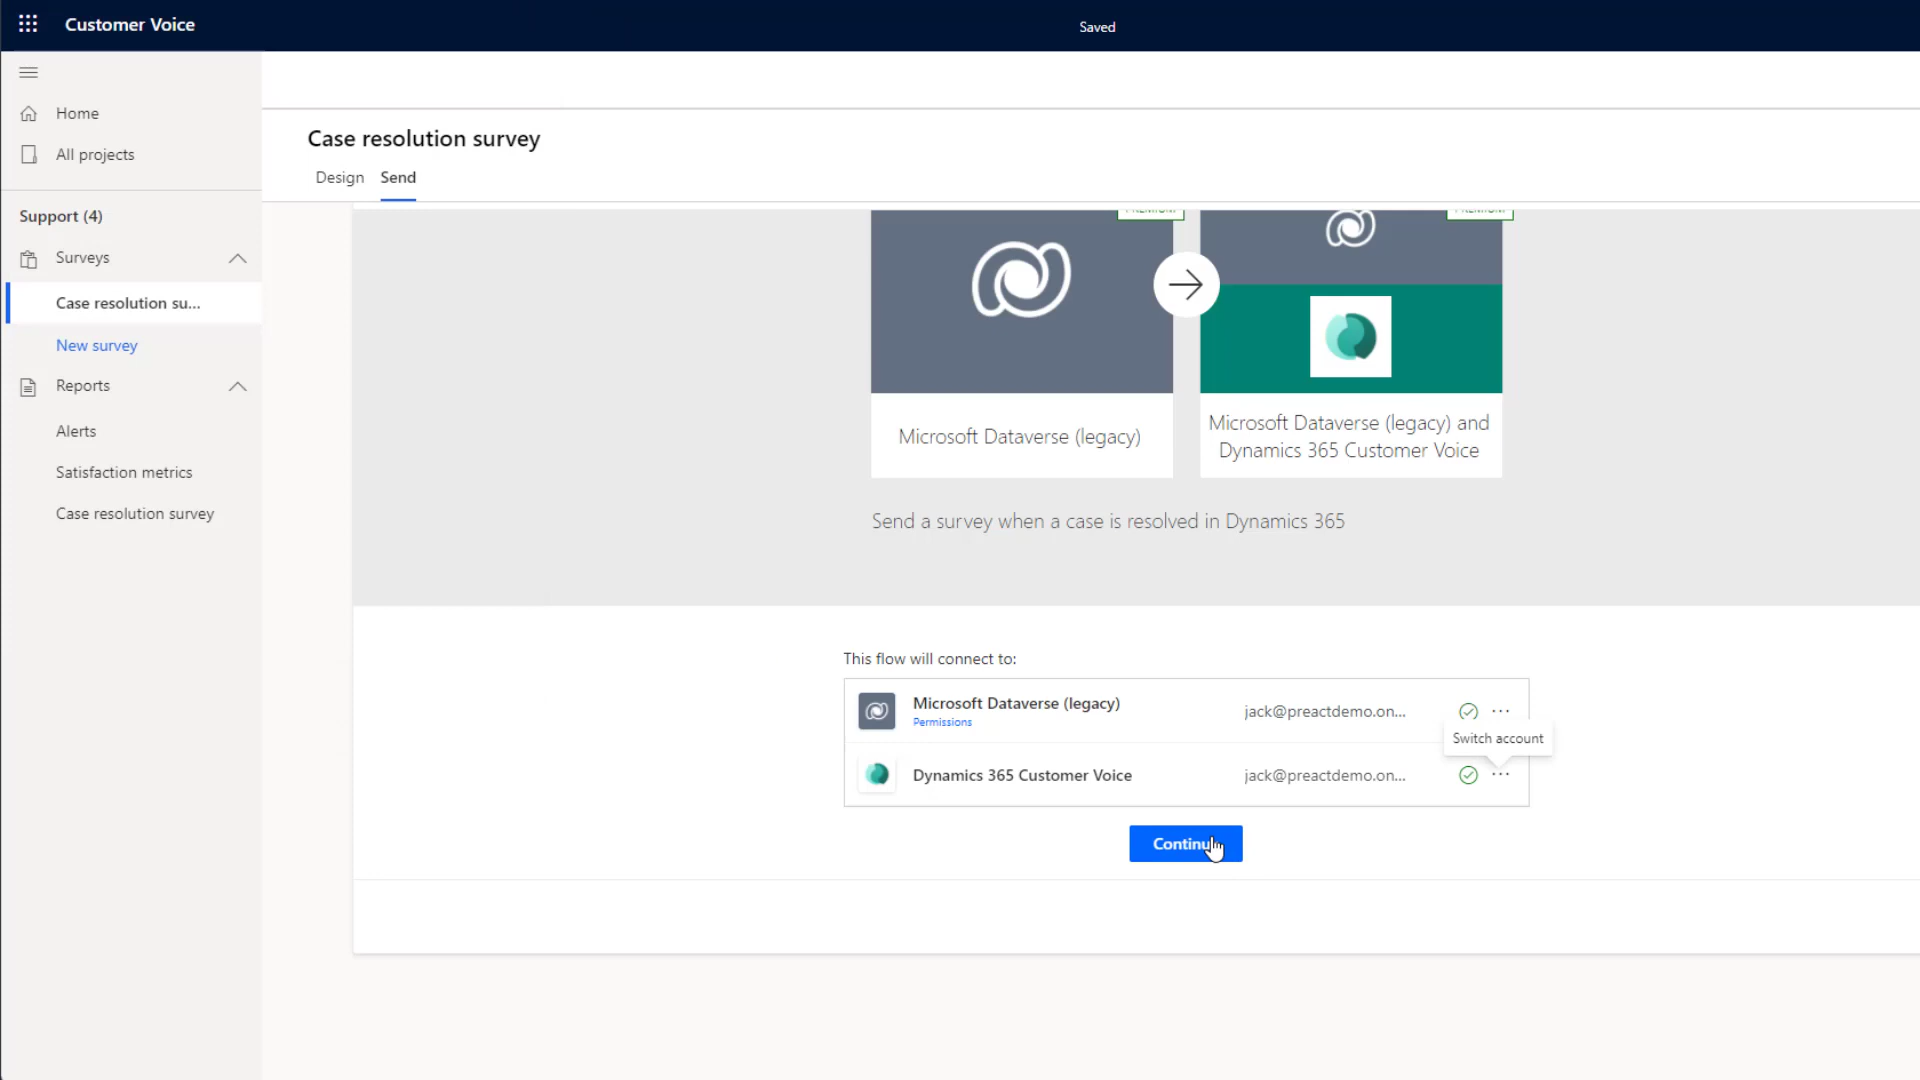 Customer Voice
Saved
Home
All projects
Case resolution survey
Design
Send
Support (4)
Surveys
Case resolution su...
New survey
Reports
Alerts
Satisfaction metrics
Case resolution survey
Microsoft Dataverse (legacy)
Microsoft Dataverse (legacy) and
Dynamics 365 Customer Voice
Send a survey when a case is resolved in Dynamics 365
This flow will connect to:
Microsoft Dataverse (legacy)
Permissions
jack@preactdemo.on...
Switch account
Dynamics 365 Customer Voice
jack@preactdemo.on...
Continu